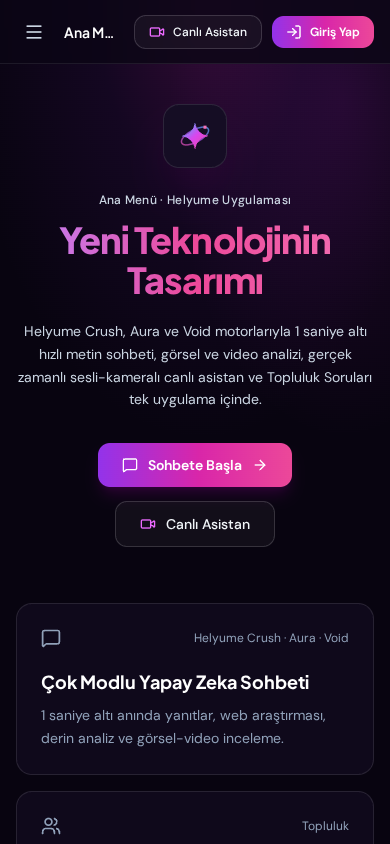 Ana M...
Canlı Asistan
Giriş Yap
Ana Menü · Helyume Uygulaması
Yeni Teknolojinin
Tasarımı
Helyume Crush, Aura ve Void motorlarıyla 1 saniye altı
hızlı metin sohbeti, görsel ve video analizi, gerçek
zamanlı sesli-kameralı canlı asistan ve Topluluk Soruları
tek uygulama içinde.
Sohbete Başla
Canlı Asistan
Helyume Crush · Aura · Void
Çok Modlu Yapay Zeka Sohbeti
1 saniye altı anında yanıtlar, web araştırması,
derin analiz ve görsel-video inceleme.
Topluluk